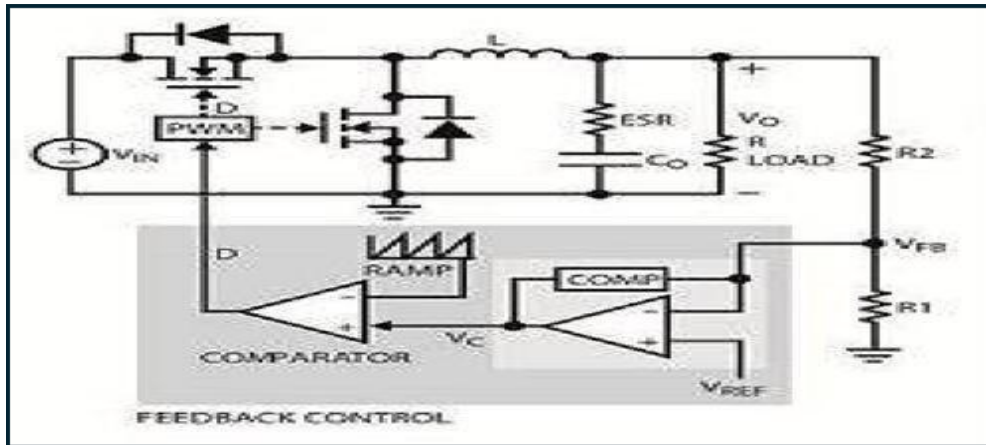 L
D
PWM
VIN
ESR
CO
VO
R
LOAD
R2
D
RAMP
COMP
VFB
R1
VC
COMPARATOR
VREF
FEEDBACK CONTROL